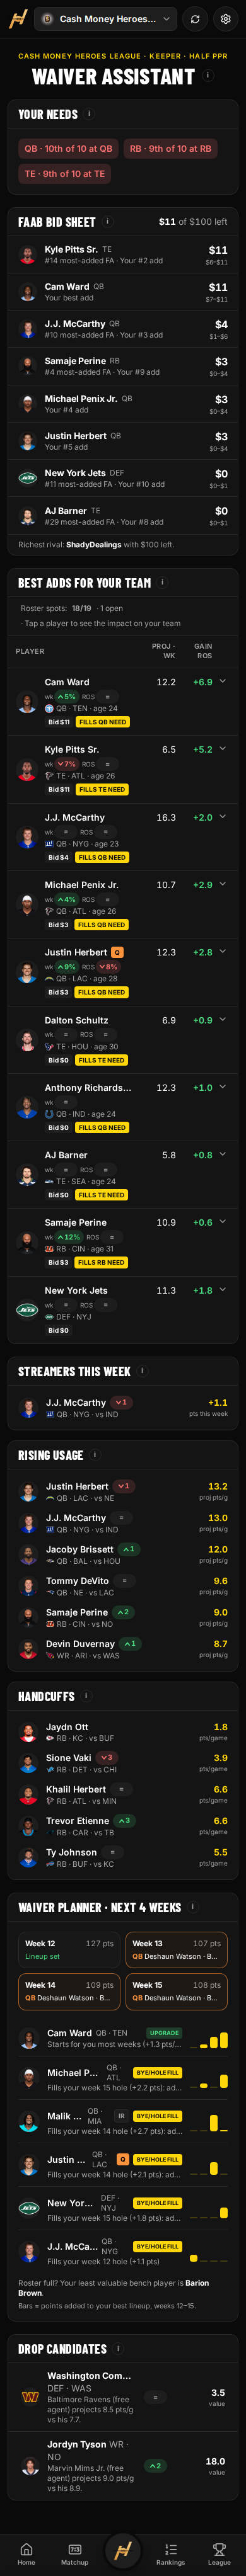 Cash Money Heroes...
CASH MONEY HEROES LEAGUE · KEEPER · HALF PPR
WAIVER ASSISTANT i
YOUR NEEDS i
QB · 10th of 10 at QB
RB · 9th of 10 at RB
TE · 9th of 10 at TE
FAAB BID SHEET i
$11 of $100 left
Kyle Pitts Sr. TE
$11
#14 most-added FA · Your #2 add
$6–$11
Cam Ward QB
$11
Your best add
$7–$11
J.J. McCarthy QB
$4
#10 most-added FA · Your #3 add
$1–$6
Samaje Perine RB
$3
#4 most-added FA · Your #9 add
$0–$4
Michael Penix Jr. QB
$3
Your #4 add
$0–$4
Justin Herbert QB
$3
Your #5 add
$0–$4
New York Jets DEF
$0
#11 most-added FA · Your #10 add
$0–$1
AJ Barner TE
$0
#29 most-added FA · Your #8 add
$0–$1
Richest rival: ShadyDealings with $100 left.
BEST ADDS FOR YOUR TEAM i
Roster spots: 18/19 · 1 open
· Tap a player to see the impact on your team
PLAYER
PROJ · WK
GAIN ROS
Cam Ward
12.2
+6.9
wk 5% ROS =
QB · TEN · age 24
Bid $11 FILLS QB NEED
Kyle Pitts Sr.
6.5
+5.2
wk 7% ROS =
TE · ATL · age 26
Bid $11 FILLS TE NEED
J.J. McCarthy
16.3
+2.0
wk = ROS =
QB · NYG · age 23
Bid $4 FILLS QB NEED
Michael Penix Jr.
10.7
+2.9
wk 4% ROS =
QB · ATL · age 26
Bid $3 FILLS QB NEED
Justin Herbert Q
12.3
+2.8
wk 9% ROS 8%
QB · LAC · age 28
Bid $3 FILLS QB NEED
Dalton Schultz
6.9
+0.9
wk = ROS =
TE · HOU · age 30
Bid $0 FILLS TE NEED
Anthony Richards...
12.3
+1.0
wk =
QB · IND · age 24
Bid $0 FILLS QB NEED
AJ Barner
5.8
+0.8
wk = ROS =
TE · SEA · age 24
Bid $0 FILLS TE NEED
Samaje Perine
10.9
+0.6
wk 12% ROS =
RB · CIN · age 31
Bid $3 FILLS RB NEED
New York Jets
11.3
+1.8
wk = ROS =
DEF · NYJ
Bid $0
STREAMERS THIS WEEK i
J.J. McCarthy 1
+1.1
QB · NYG · vs IND
pts this week
RISING USAGE i
Justin Herbert 1
13.2
QB · LAC · vs NE
proj pts/g
J.J. McCarthy =
13.0
QB · NYG · vs IND
proj pts/g
Jacoby Brissett 1
12.0
QB · BAL · vs HOU
proj pts/g
Tommy DeVito =
9.6
QB · NE · vs LAC
proj pts/g
Samaje Perine 2
9.0
RB · CIN · vs NO
proj pts/g
Devin Duvernay 1
8.7
WR · ARI · vs WAS
proj pts/g
HANDCUFFS i
Jaydn Ott
1.8
RB · KC · vs BUF
pts/game
Sione Vaki 3
3.9
RB · DET · vs CHI
pts/game
Khalil Herbert =
6.6
RB · ATL · vs MIN
pts/game
Trevor Etienne 3
6.6
RB · CAR · vs TB
pts/game
Ty Johnson =
5.5
RB · BUF · vs KC
pts/game
WAIVER PLANNER · NEXT 4 WEEKS i
Week 12 127 pts
Lineup set
Week 13 107 pts
QB Deshaun Watson · B...
Week 14 109 pts
QB Deshaun Watson · B...
Week 15 108 pts
QB Deshaun Watson · B...
Cam Ward QB · TEN UPGRADE
Starts for you most weeks (+1.3 pts/...
Michael P... QB · ATL BYE/HOLE FILL
Fills your week 15 hole (+2.2 pts): ad...
Malik ... QB · MIA IR BYE/HOLE FILL
Fills your week 14 hole (+2.7 pts): ad...
Justin ... QB · LAC Q BYE/HOLE FILL
Fills your week 14 hole (+2.1 pts): ad...
New Yor... DEF · NYJ BYE/HOLE FILL
Fills your week 15 hole (+1.8 pts): ad...
J.J. McCa... QB · NYG BYE/HOLE FILL
Fills your week 12 hole (+1.1 pts)
Roster full? Your least valuable bench player is Barion
Brown.
Bars = points added to your best lineup, weeks 12–15.
DROP CANDIDATES i
Washington Com...
DEF · WAS
Baltimore Ravens (free
agent) projects 8.5 pts/g
vs his 7.7.
=
3.5
value
Jordyn Tyson WR ·
NO
Marvin Mims Jr. (free
agent) projects 9.0 pts/g
vs his 8.9.
2
18.0
value
Home
Matchup
Rankings
League